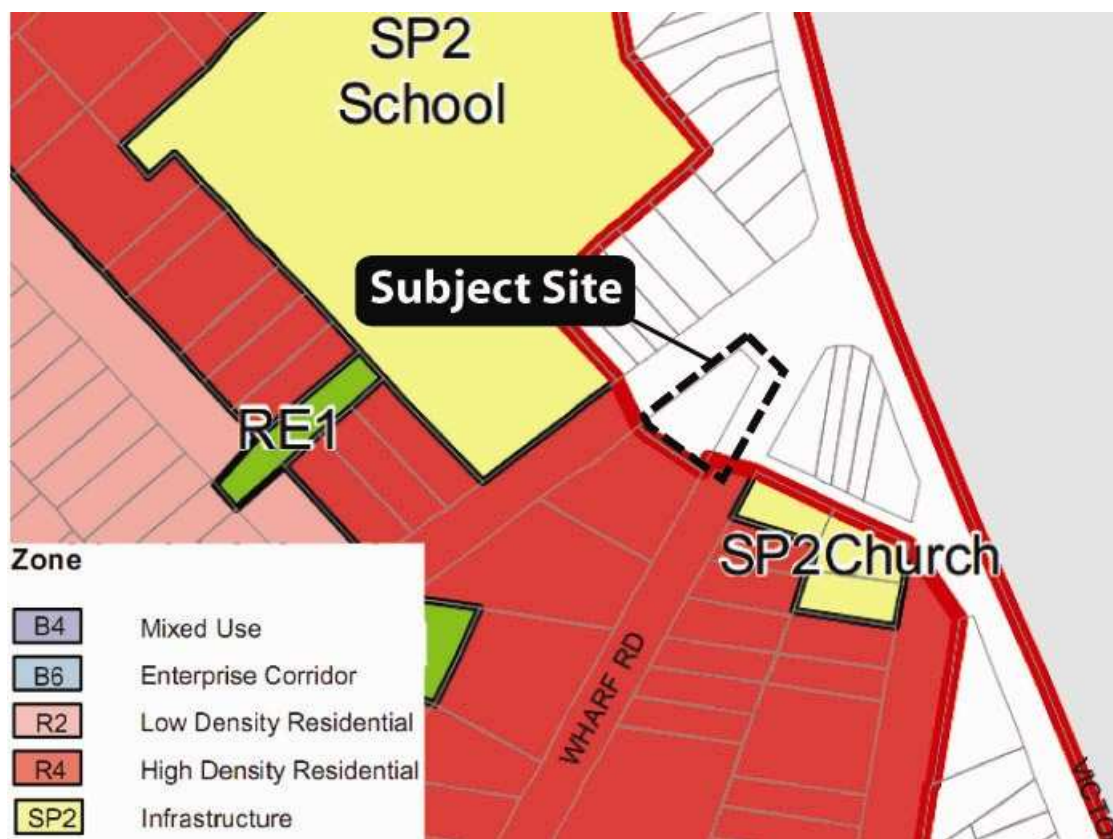 SP2
School
Subject Site
RE1
SP2Church
WHARF RD
Zone
B4 Mixed Use
B6 Enterprise Corridor
R2 Low Density Residential
R4 High Density Residential
SP2 Infrastructure
VICTO